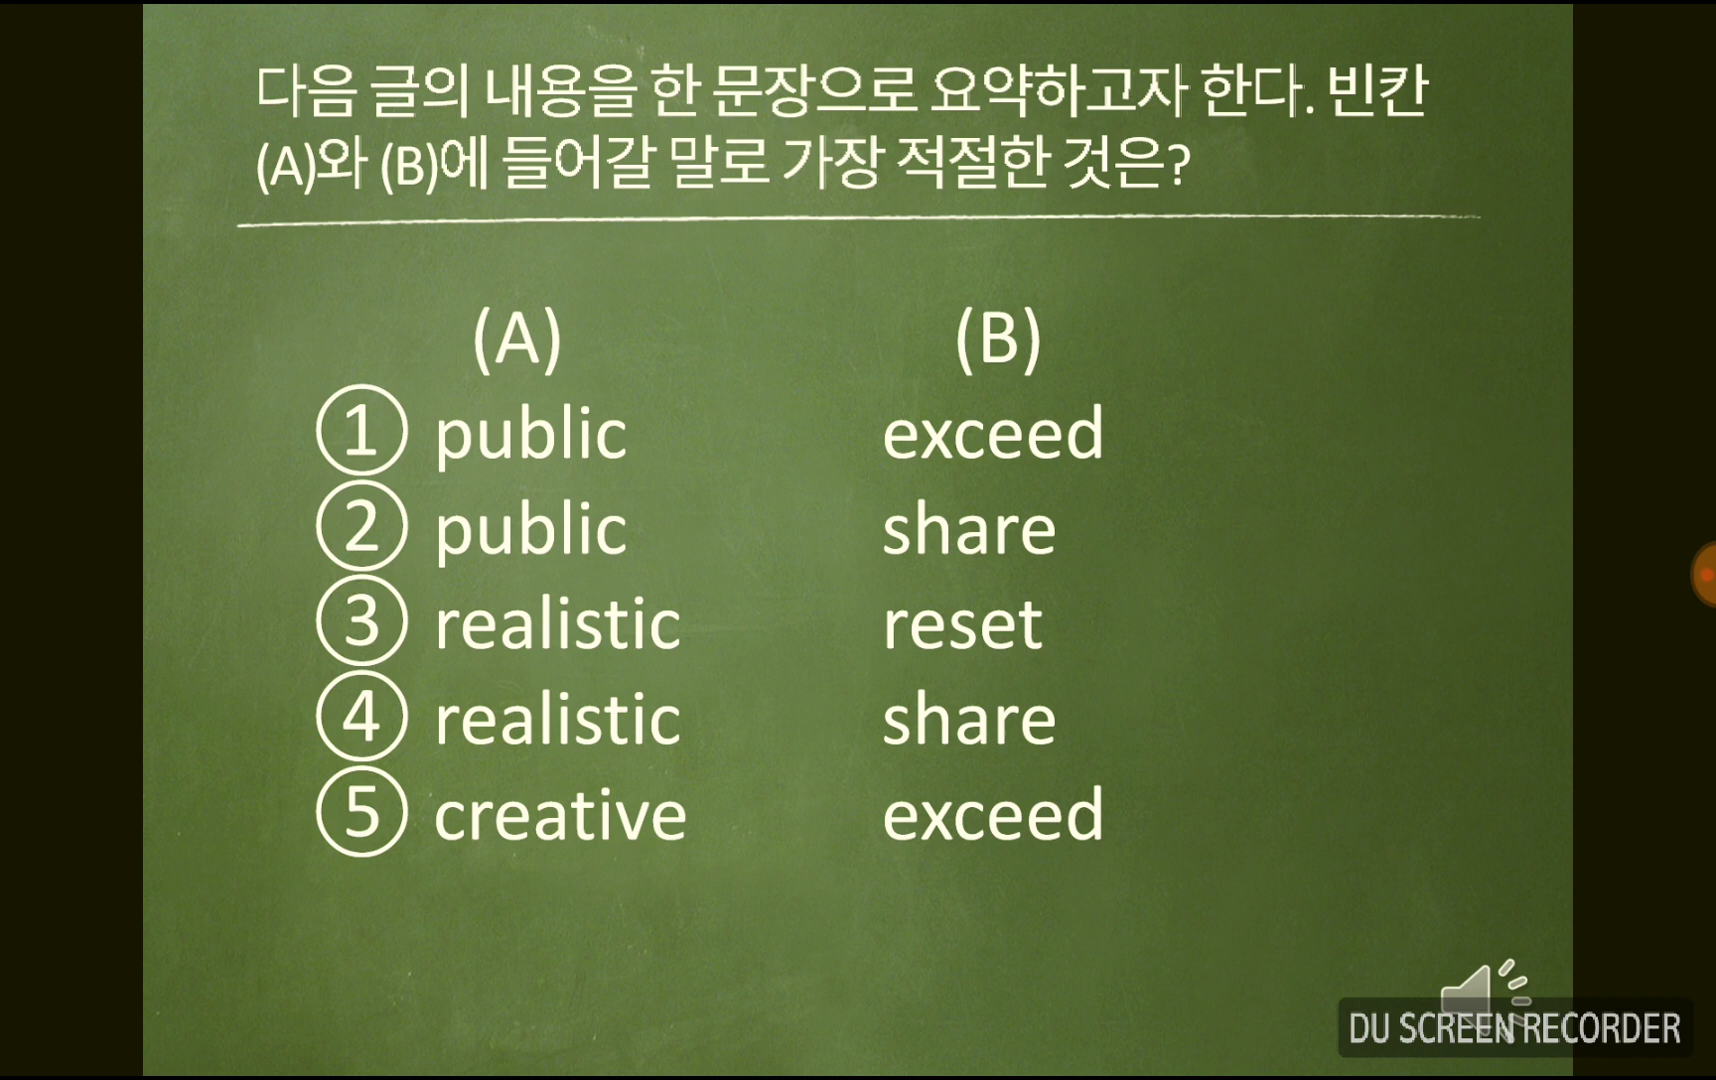 다음 글의 내용을 한 문장으로 요약하고자 한다. 빈칸
(A)와 (B)에 들어갈 말로 가장 적절한 것은?
(A) (B)
① public exceed
② public share
③ realistic reset
④ realistic share
⑤ creative exceed
DU SCREEN RECORDER